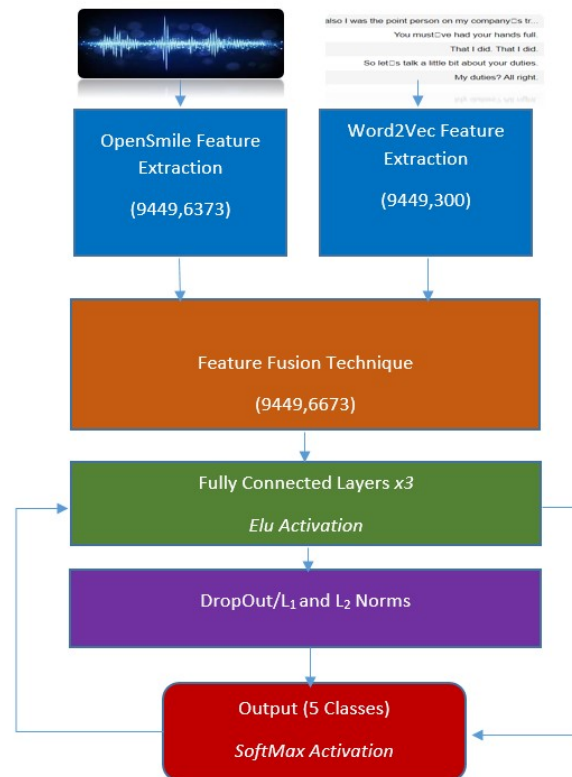 also I was the point person on my company□s tr...
You must□ve had your hands full.
That I did. That I did.
So let□s talk a little bit about your duties.
My duties? All right.
OpenSmile Feature
Extraction
(9449,6373)
Word2Vec Feature
Extraction
(9449,300)
Feature Fusion Technique
(9449,6673)
Fully Connected Layers x3
Elu Activation
DropOut/L₁ and L₂ Norms
Output (5 Classes)
SoftMax Activation